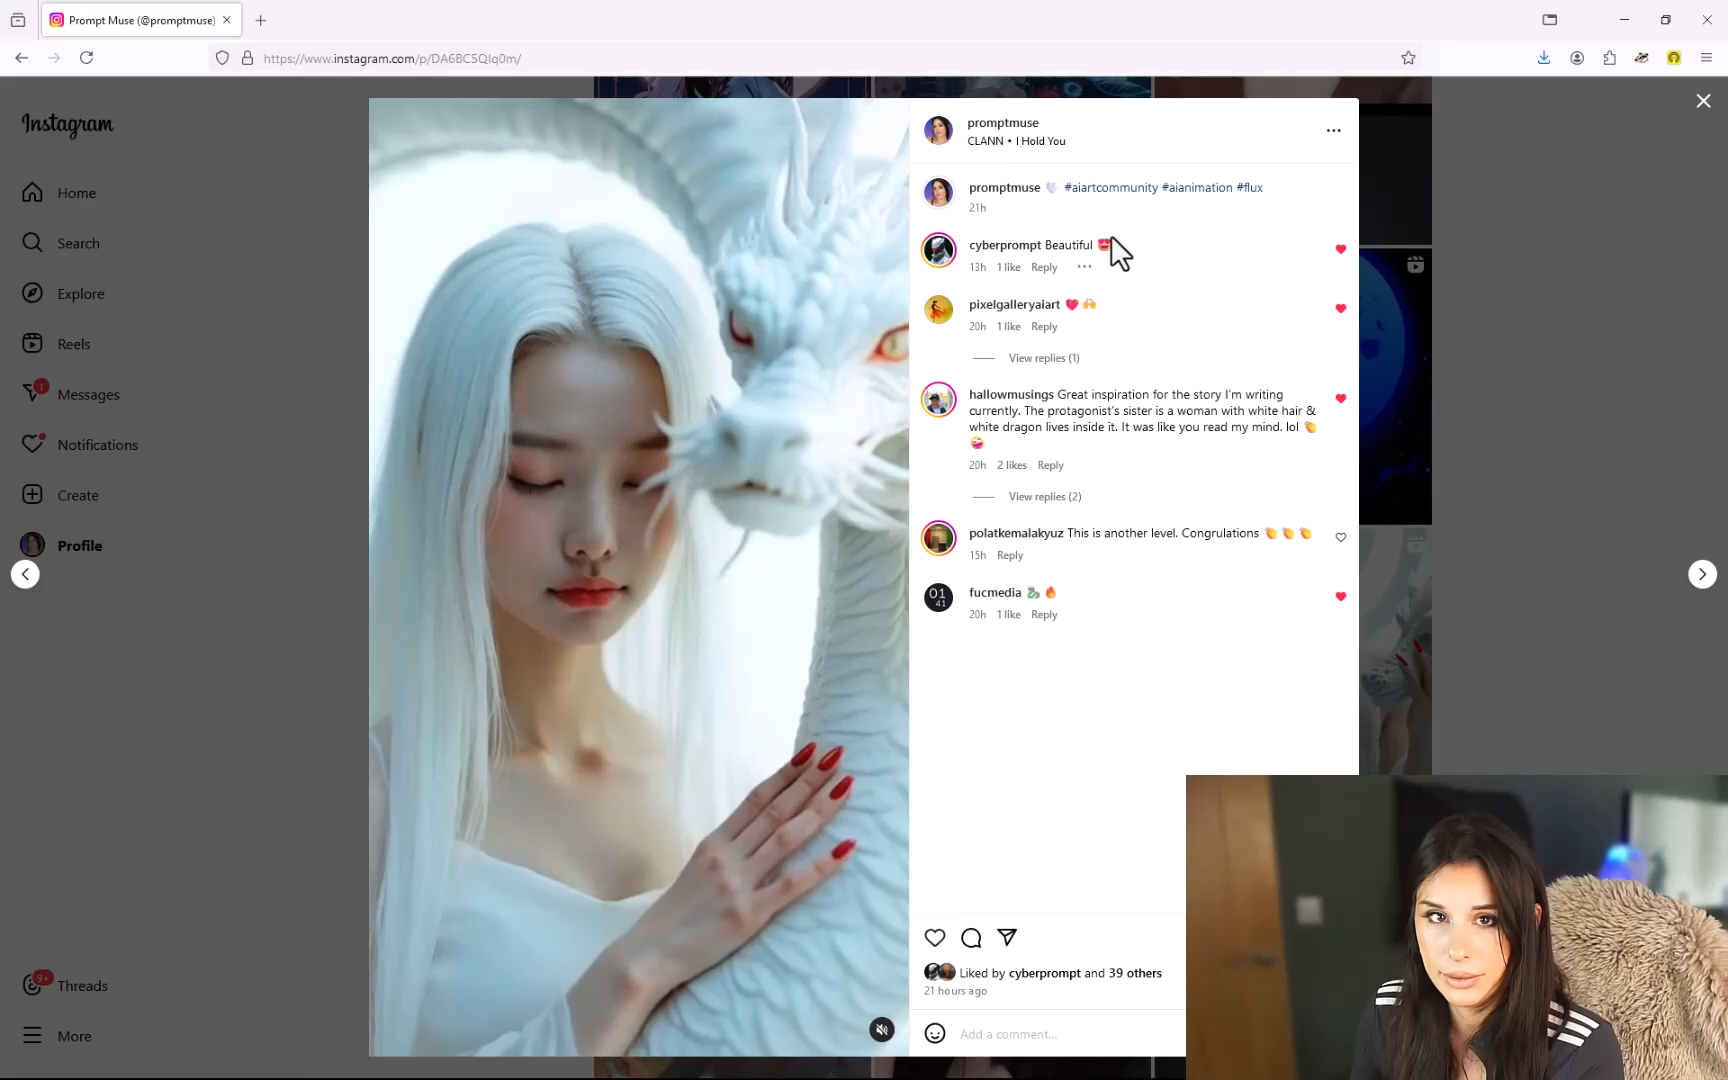 Prompt Muse (@promptmuse)
https://www.instagram.com/p/DA6BC5QIq0m/
Instagram
Home
Search
Explore
Reels
1
Messages
Notifications
Create
Profile
9+
Threads
More
promptmuse
CLANN • I Hold You
promptmuse 🤍 #aiartcommunity #aianimation #flux
21h
cyberprompt Beautiful 😍
13h 1 like Reply
pixelgalleryaiart ❤️ 🙌
20h 1 like Reply
View replies (1)
hallowmusings Great inspiration for the story I'm writing
currently. The protagonist's sister is a woman with white hair &
white dragon lives inside it. It was like you read my mind. lol 👏
🤪
20h 2 likes Reply
View replies (2)
polatkemalakyuz This is another level. Congrulations 👏 👏 👏
15h Reply
01
41
fucmedia 🐉 🔥
20h 1 like Reply
Liked by cyberprompt and 39 others
21 hours ago
Add a comment...